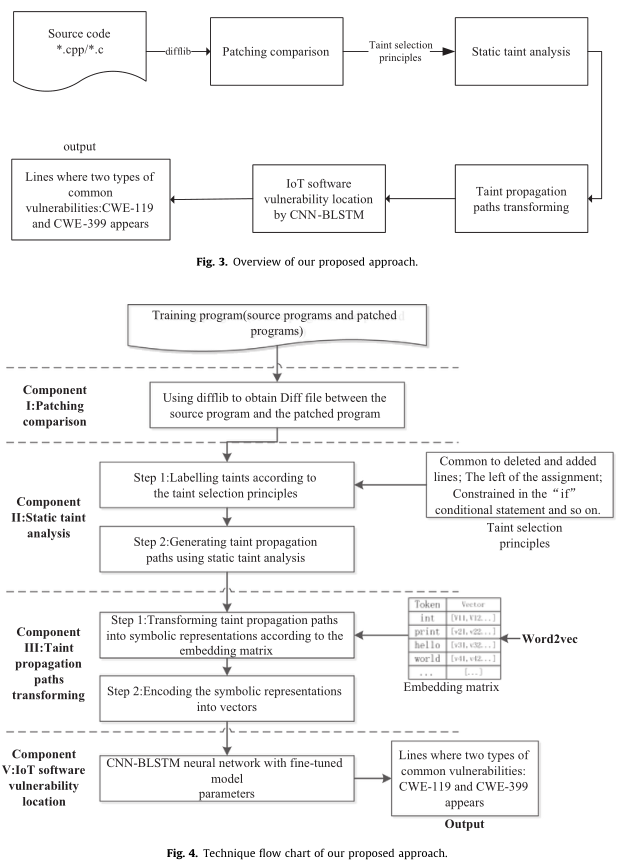 Source code
*.cpp/*.c
difflib
Patching comparison
Taint selection
principles
Static taint analysis
output
Lines where two types of
common
vulnerabilities:CWE-119
and CWE-399 appears
IoT software
vulnerability location
by CNN-BLSTM
Taint propagation
paths transforming
Fig. 3. Overview of our proposed approach.
Training program(source programs and patched
programs)
Component
I:Patching
comparison
Using difflib to obtain Diff file between the
source program and the patched program
Component
II:Static taint
analysis
Step 1:Labelling taints according to
the taint selection principles
Common to deleted and added
lines; The left of the assignment;
Constrained in the “if”
conditional statement and so on.
Taint selection
principles
Step 2:Generating taint propagation
paths using static taint analysis
Component
III:Taint
propagation
paths
transforming
Step 1:Transforming taint propagation paths
into symbolic representations according to the
embedding matrix
Token Vector
int [V11,V12...]
print [v21,v22...]
hello [v31,v32...]
world [v41,v42...]
... [...]
Word2vec
Embedding matrix
Step 2:Encoding the symbolic representations
into vectors
Component
V:IoT software
vulnerability
location
CNN-BLSTM neural network with fine-tuned
model
parameters
Lines where two types of
common vulnerabilities:
CWE-119 and CWE-399
appears
Output
Fig. 4. Technique flow chart of our proposed approach.